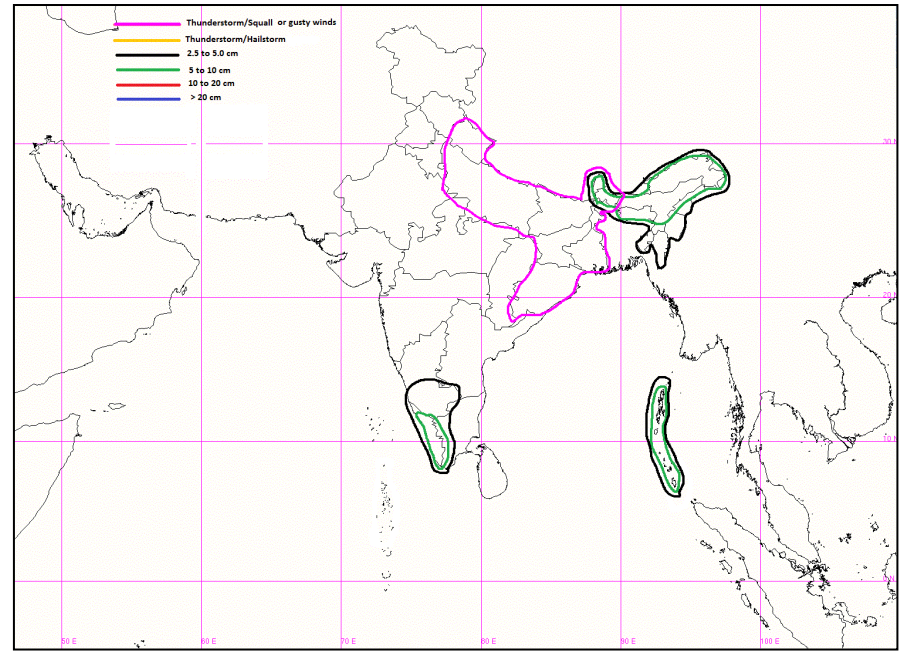 Thunderstorm/Squall or gusty winds
Thunderstorm/Hailstorm
2.5 to 5.0 cm
5 to 10 cm
10 to 20 cm
> 20 cm
30 N
20 N
10 N
0 N
50 E
60 E
70 E
80 E
90 E
100 E